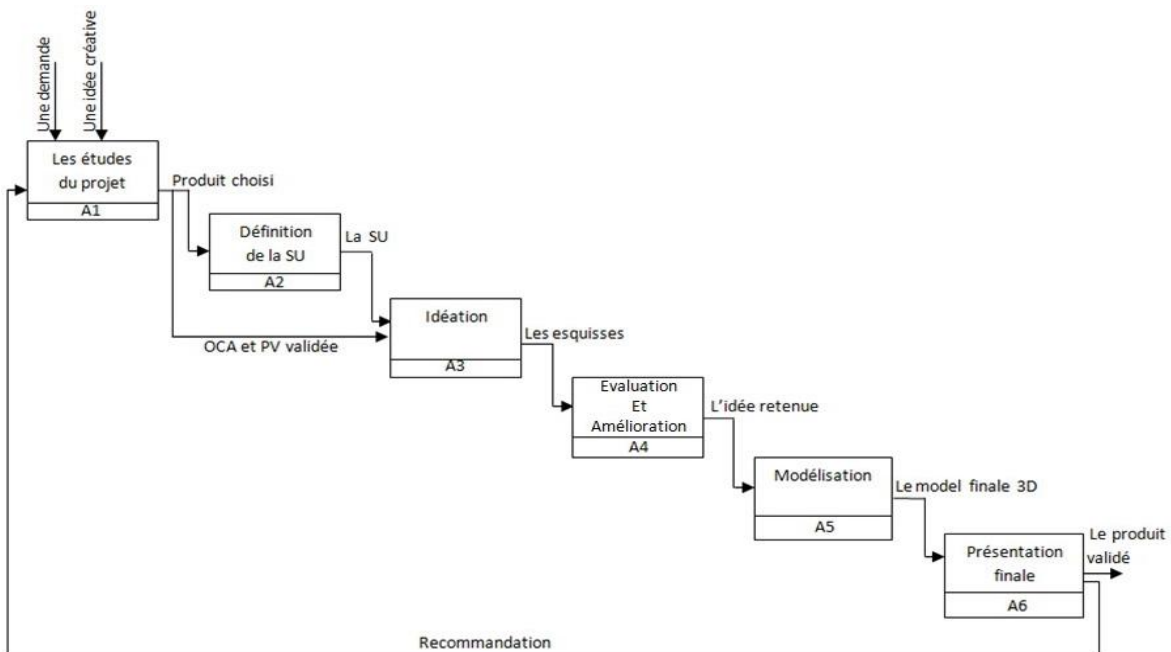 Une demande
Une idée créative
Les études
du projet
A1
Produit choisi
Définition
de la SU
A2
La SU
OCA et PV validée
Idéation
A3
Les esquisses
Evaluation
Et
Amélioration
A4
L'idée retenue
Modélisation
A5
Le model finale 3D
Présentation
finale
A6
Le produit
validé
Recommandation